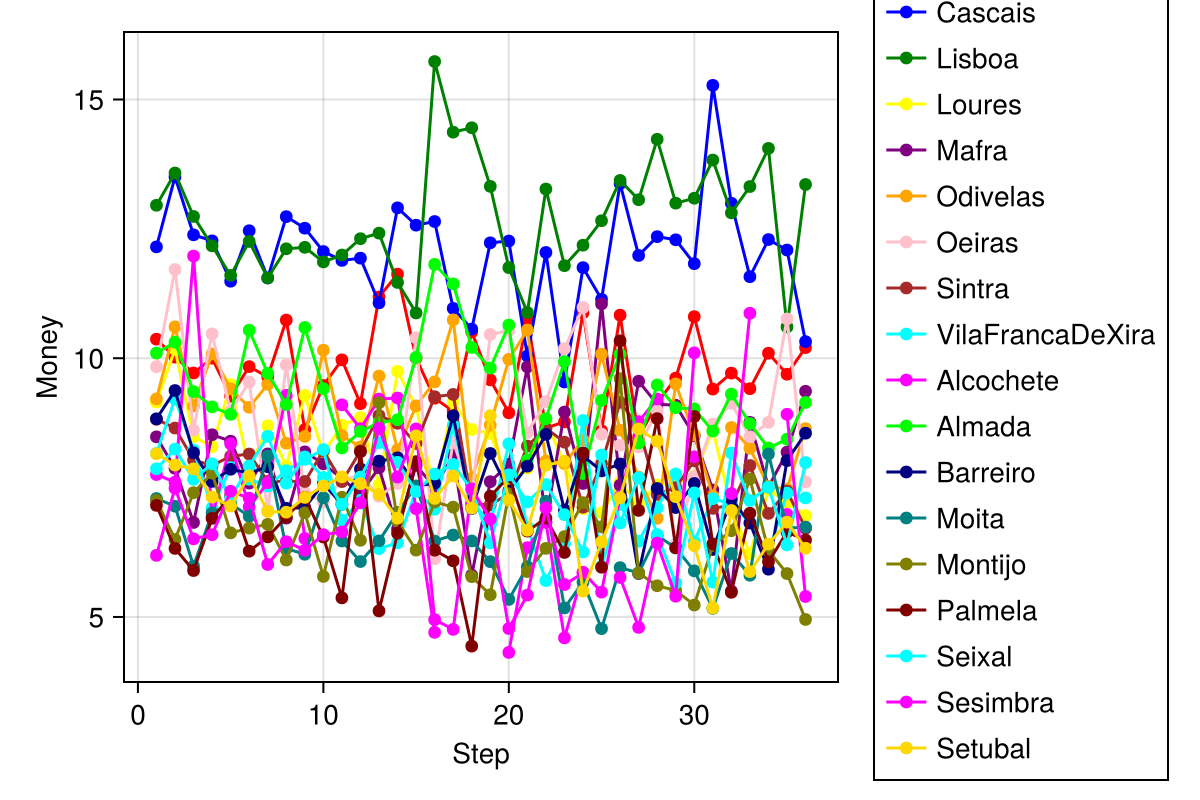 15
10
5
Money
0
10
20
30
Step
Cascais
Lisboa
Loures
Mafra
Odivelas
Oeiras
Sintra
VilaFrancaDeXira
Alcochete
Almada
Barreiro
Moita
Montijo
Palmela
Seixal
Sesimbra
Setubal